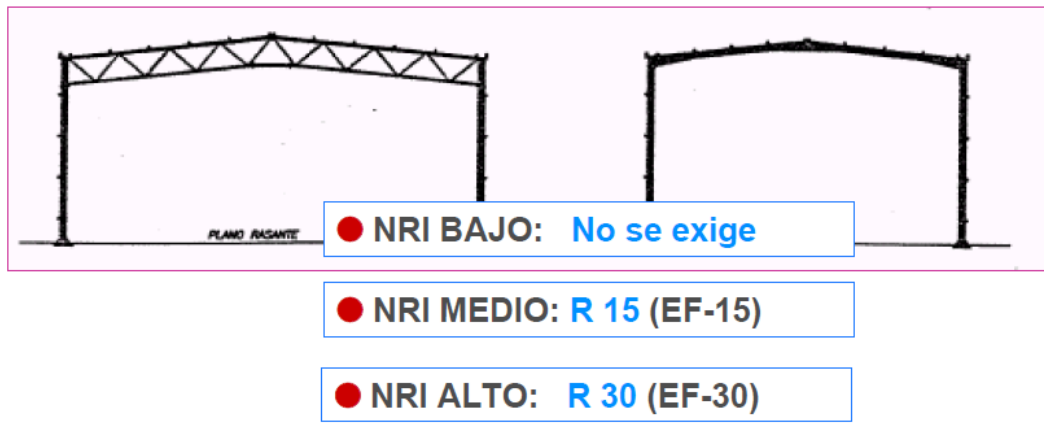 PLANO RASANTE
NRI BAJO: No se exige
NRI MEDIO: R 15 (EF-15)
NRI ALTO: R 30 (EF-30)